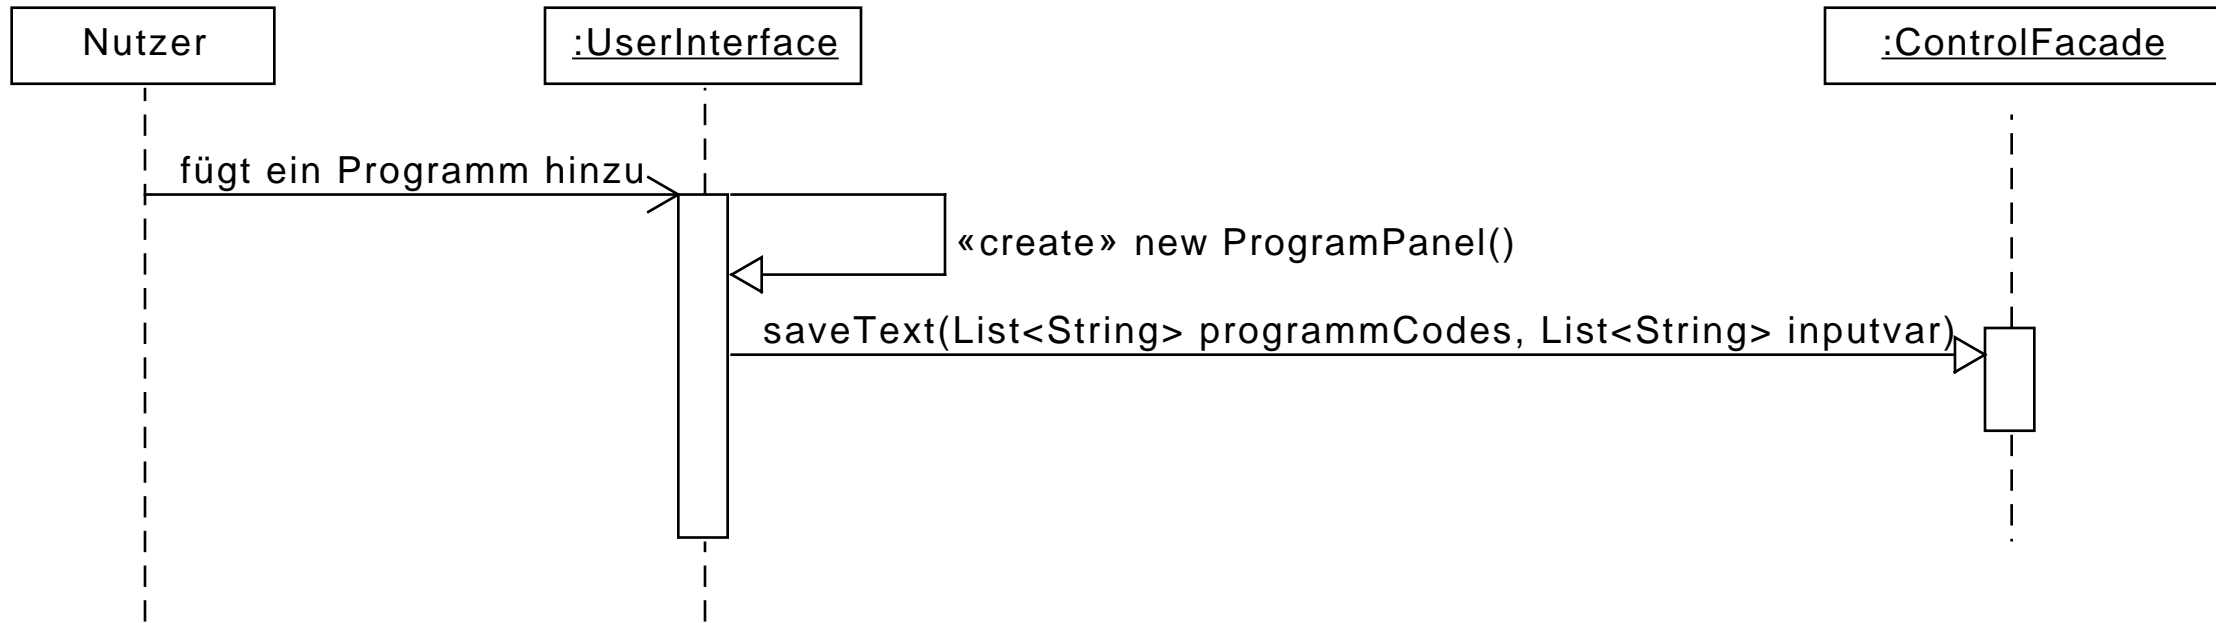 Nutzer
:UserInterface
:ControlFacade
fügt ein Programm hinzu
«create» new ProgramPanel()
saveText(List<String> programmCodes, List<String> inputvar)